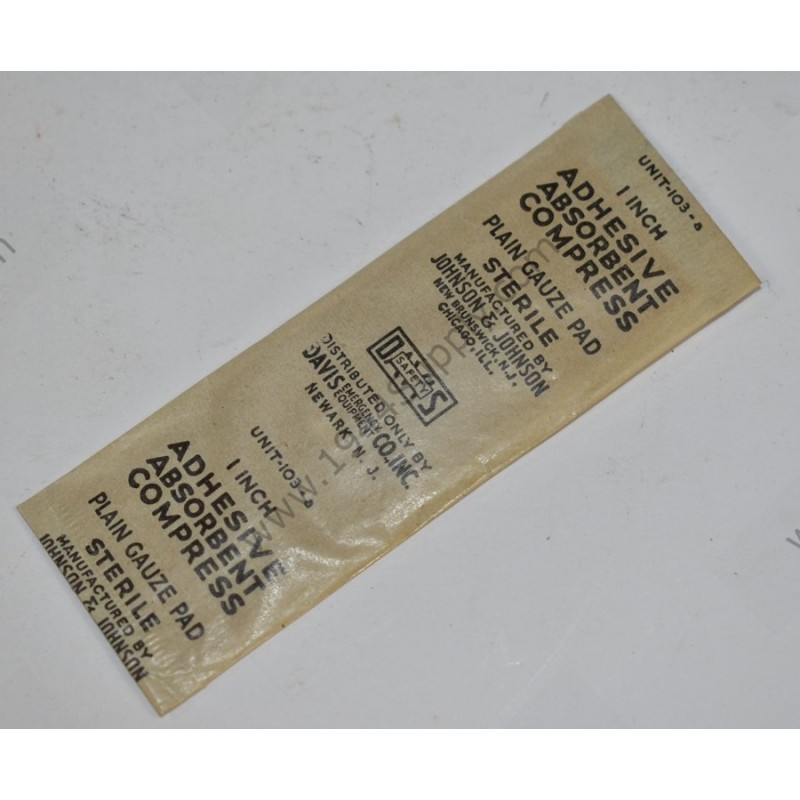 UNIT-103-a
1 INCH
ADHESIVE
ABSORBENT
COMPRESS
PLAIN GAUZE PAD
STERILE
MANUFACTURED BY
JOHNSON & JOHNSON
NEW BRUNSWICK, N.J.
CHICAGO, ILL.
DAVIS
SAFETY
DISTRIBUTED ONLY BY
DAVIS EMERGENCY EQUIPMENT CO., INC.
NEWARK, N. J.
UNIT-103-a
1 INCH
ADHESIVE
ABSORBENT
COMPRESS
PLAIN GAUZE PAD
STERILE
MANUFACTURED BY
JOHNSON & JOHNSON